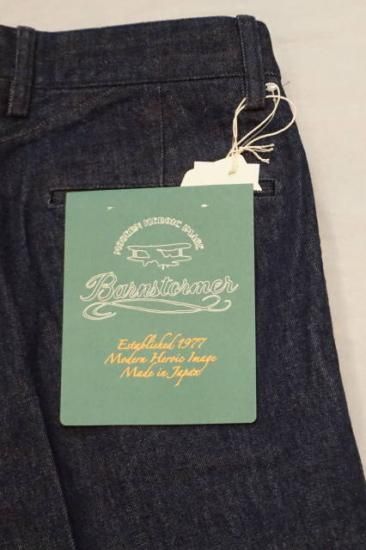 MODERN HEROIC IMAGE
Barnstormer
Established 1977
Modern Heroic Image
Made in Japan